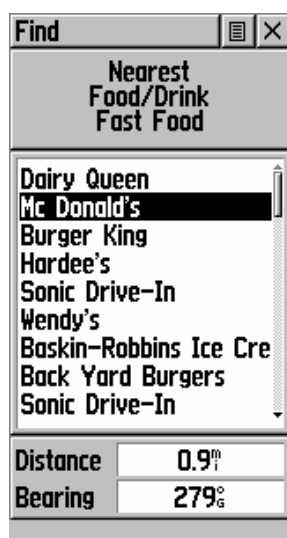 Find
Nearest
Food/Drink
Fast Food
Dairy Queen
Mc Donald's
Burger King
Hardee's
Sonic Drive-In
Wendy's
Baskin-Robbins Ice Cre
Back Yard Burgers
Sonic Drive-In
Distance 0.9mi
Bearing 279°G